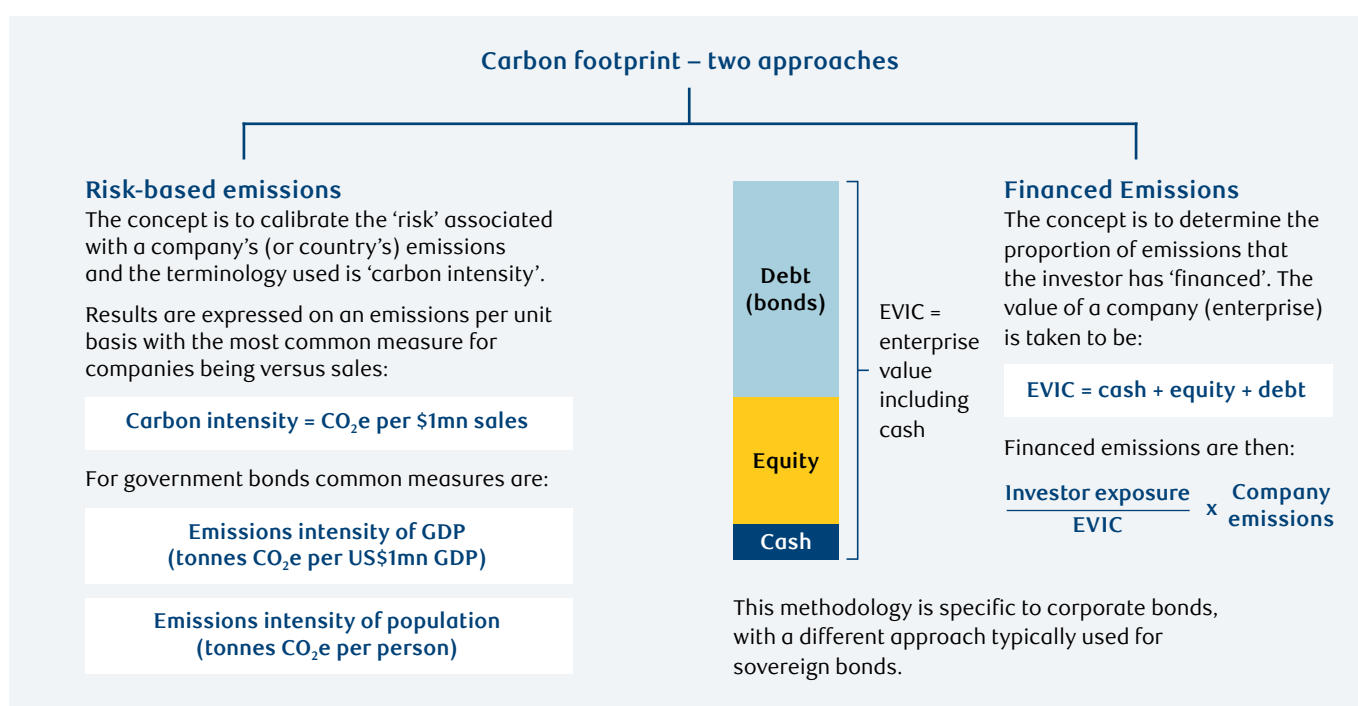 Carbon footprint – two approaches
Risk-based emissions
The concept is to calibrate the ‘risk’ associated
with a company’s (or country’s) emissions
and the terminology used is ‘carbon intensity’.
Results are expressed on an emissions per unit
basis with the most common measure for
companies being versus sales:
Carbon intensity = CO₂e per $1mn sales
For government bonds common measures are:
Emissions intensity of GDP
(tonnes CO₂e per US$1mn GDP)
Emissions intensity of population
(tonnes CO₂e per person)
Debt
(bonds)
Equity
Cash
EVIC =
enterprise
value
including
cash
This methodology is specific to corporate bonds,
with a different approach typically used for
sovereign bonds.
Financed Emissions
The concept is to determine the
proportion of emissions that
the investor has ‘financed’. The
value of a company (enterprise)
is taken to be:
EVIC = cash + equity + debt
Financed emissions are then:
Investor exposure
EVIC
x
Company
emissions